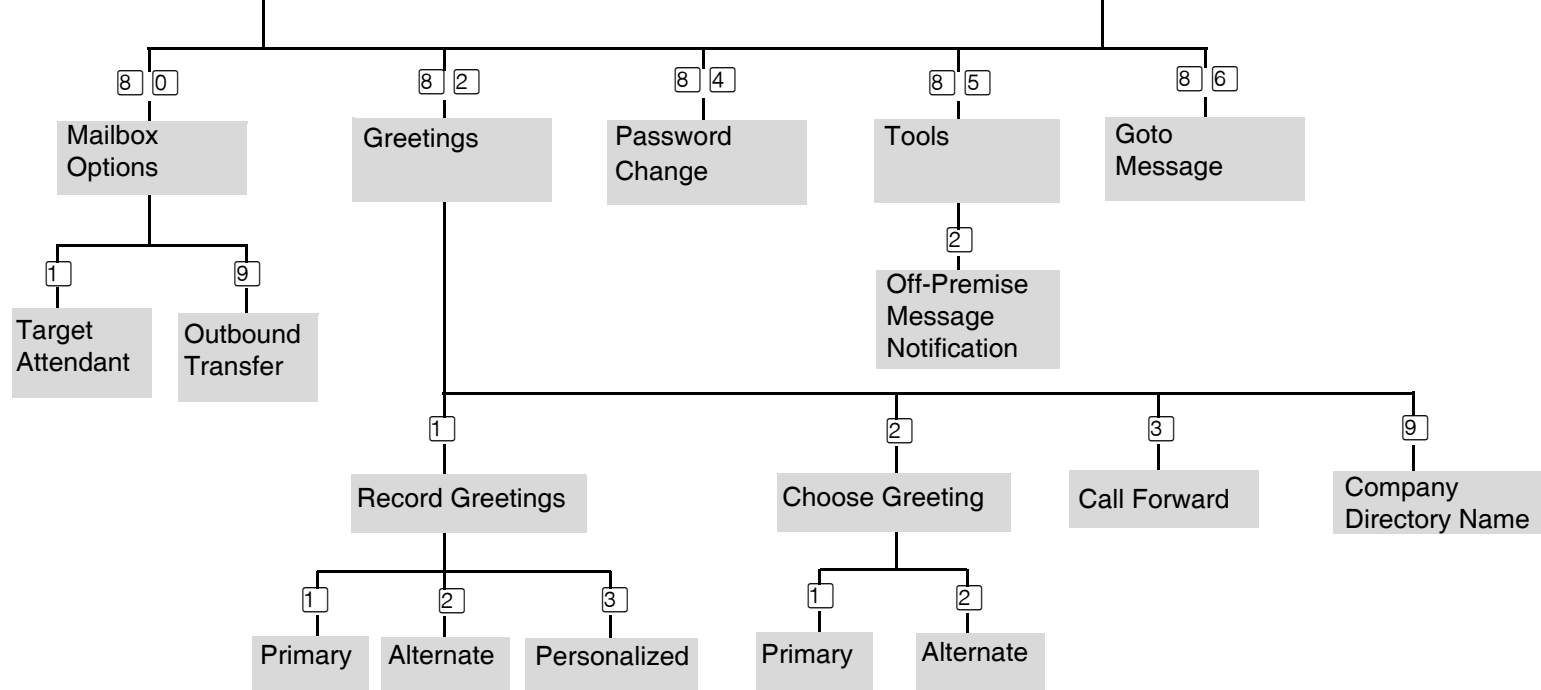 8 0
8 2
8 4
8 5
8 6
Mailbox
Options
Greetings
Password
Change
Tools
Goto
Message
1
9
2
Target
Attendant
Outbound
Transfer
Off-Premise
Message
Notification
1
2
3
9
Record Greetings
Choose Greeting
Call Forward
Company
Directory Name
1
2
3
1
2
Primary
Alternate
Personalized
Primary
Alternate